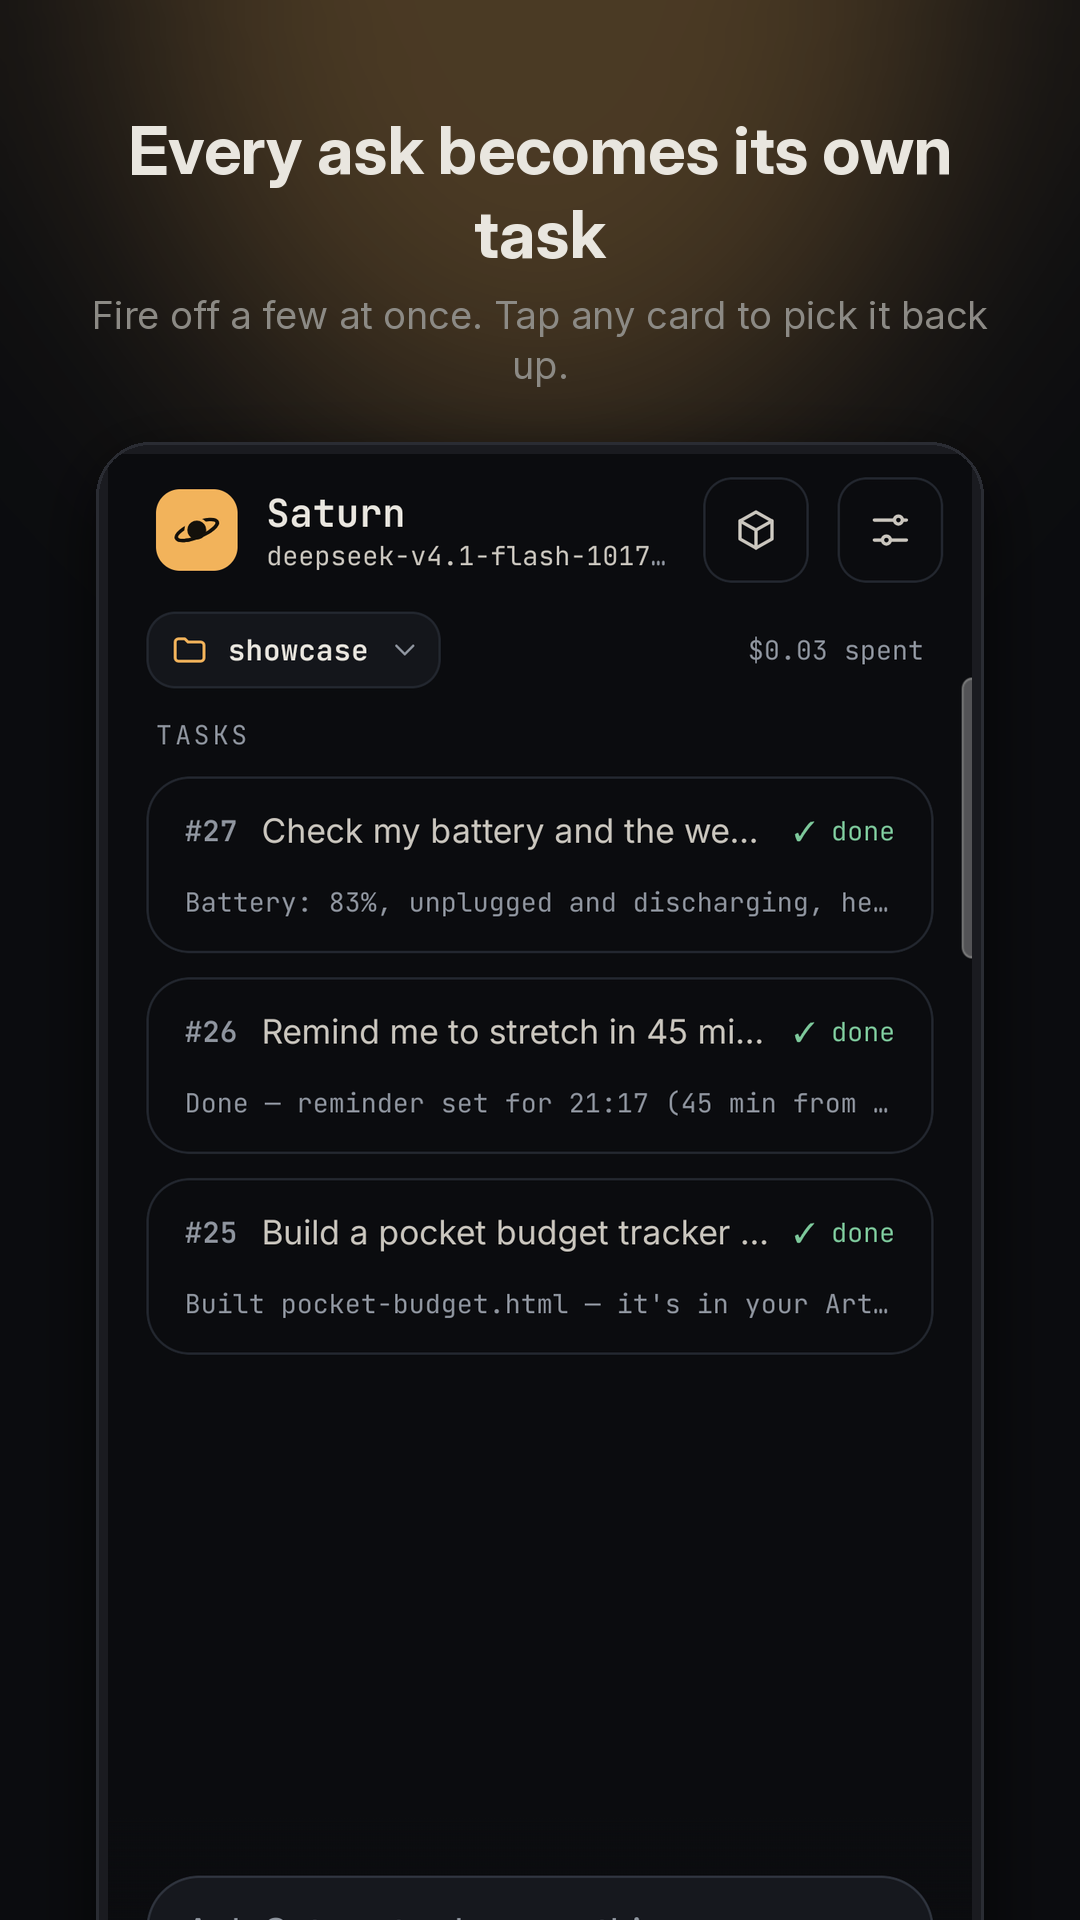 Every ask becomes its own
task
Fire off a few at once. Tap any card to pick it back
up.
Saturn
deepseek-v4.1-flash-1017…
showcase
$0.03 spent
TASKS
#27 Check my battery and the we… ✓ done
Battery: 83%, unplugged and discharging, he…
#26 Remind me to stretch in 45 mi… ✓ done
Done — reminder set for 21:17 (45 min from …
#25 Build a pocket budget tracker … ✓ done
Built pocket-budget.html — it's in your Art…